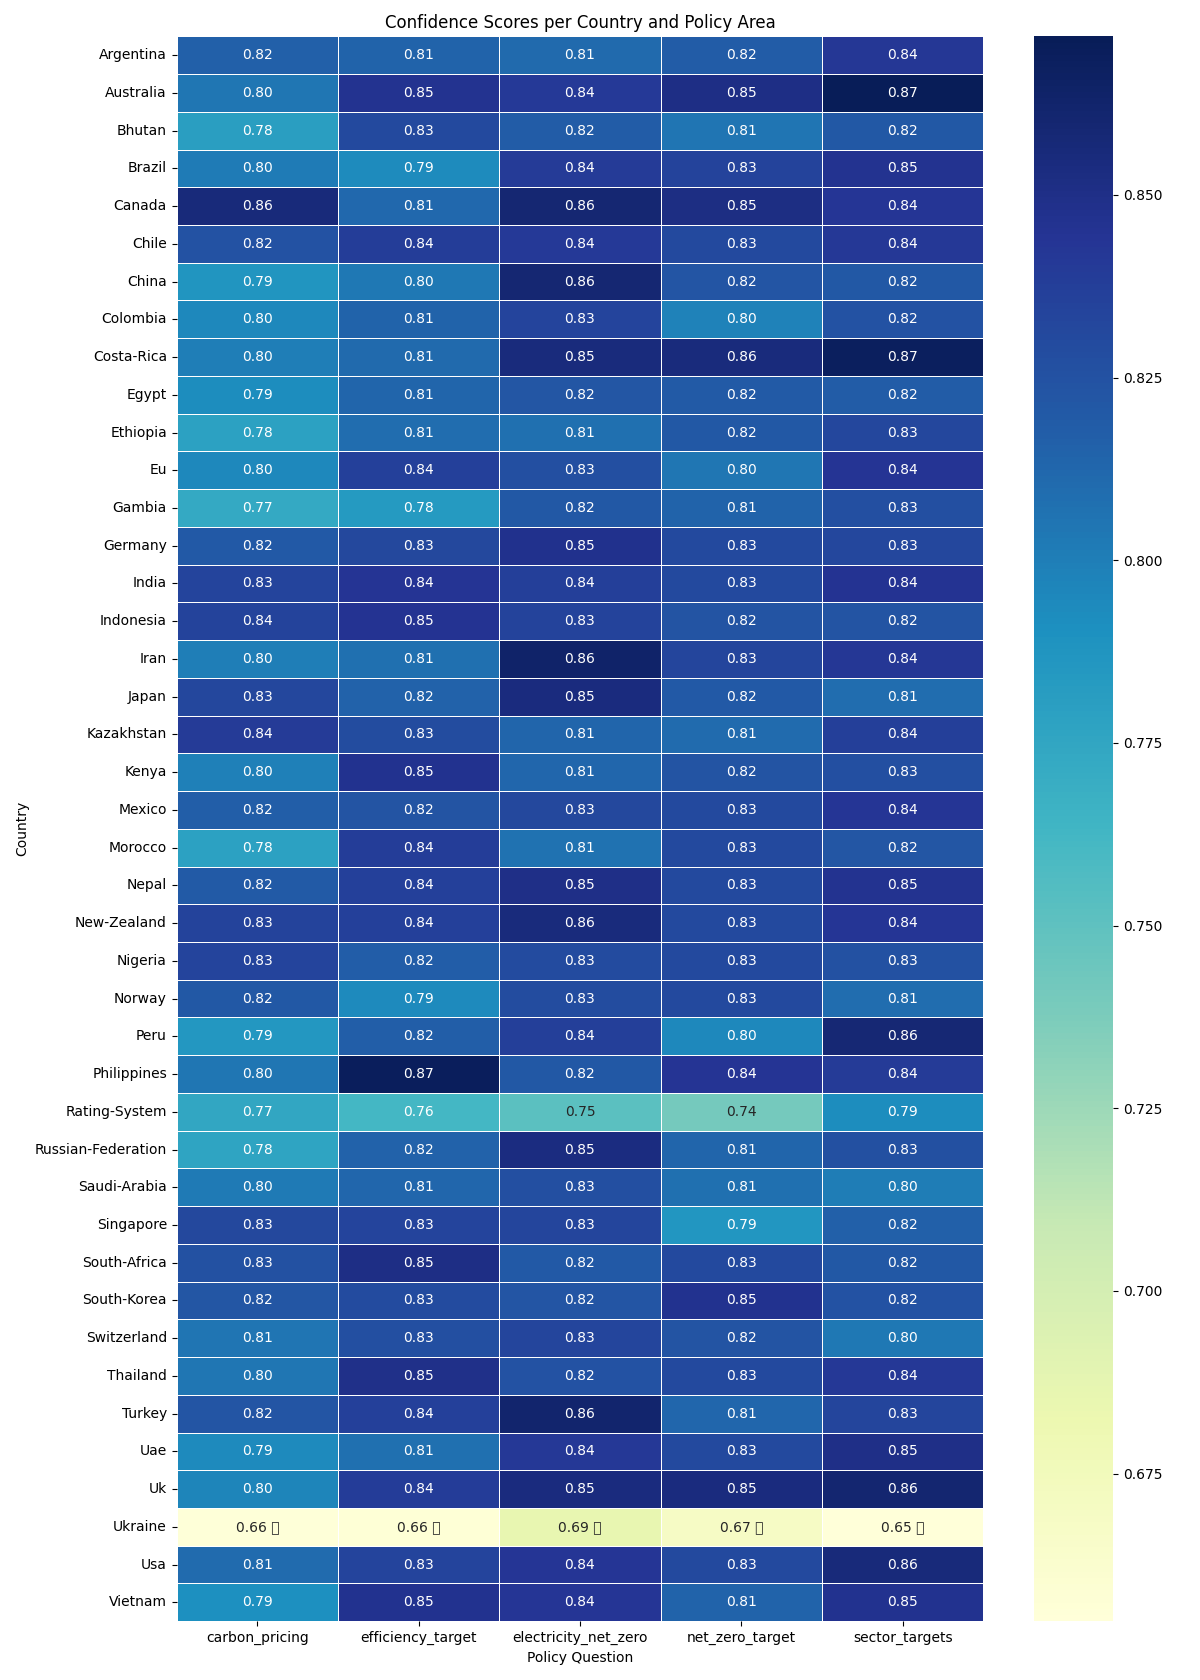 Confidence Scores per Country and Policy Area
Argentina 0.82 0.81 0.81 0.82 0.84
Australia 0.80 0.85 0.84 0.85 0.87
Bhutan 0.78 0.83 0.82 0.81 0.82
Brazil 0.80 0.79 0.84 0.83 0.85
Canada 0.86 0.81 0.86 0.85 0.84
Chile 0.82 0.84 0.84 0.83 0.84
China 0.79 0.80 0.86 0.82 0.82
Colombia 0.80 0.81 0.83 0.80 0.82
Costa-Rica 0.80 0.81 0.85 0.86 0.87
Egypt 0.79 0.81 0.82 0.82 0.82
Ethiopia 0.78 0.81 0.81 0.82 0.83
Eu 0.80 0.84 0.83 0.80 0.84
Gambia 0.77 0.78 0.82 0.81 0.83
Germany 0.82 0.83 0.85 0.83 0.83
India 0.83 0.84 0.84 0.83 0.84
Indonesia 0.84 0.85 0.83 0.82 0.82
Iran 0.80 0.81 0.86 0.83 0.84
Japan 0.83 0.82 0.85 0.82 0.81
Kazakhstan 0.84 0.83 0.81 0.81 0.84
Kenya 0.80 0.85 0.81 0.82 0.83
Mexico 0.82 0.82 0.83 0.83 0.84
Morocco 0.78 0.84 0.81 0.83 0.82
Nepal 0.82 0.84 0.85 0.83 0.85
New-Zealand 0.83 0.84 0.86 0.83 0.84
Nigeria 0.83 0.82 0.83 0.83 0.83
Norway 0.82 0.79 0.83 0.83 0.81
Peru 0.79 0.82 0.84 0.80 0.86
Philippines 0.80 0.87 0.82 0.84 0.84
Rating-System 0.77 0.76 0.75 0.74 0.79
Russian-Federation 0.78 0.82 0.85 0.81 0.83
Saudi-Arabia 0.80 0.81 0.83 0.81 0.80
Singapore 0.83 0.83 0.83 0.79 0.82
South-Africa 0.83 0.85 0.82 0.83 0.82
South-Korea 0.82 0.83 0.82 0.85 0.82
Switzerland 0.81 0.83 0.83 0.82 0.80
Thailand 0.80 0.85 0.82 0.83 0.84
Turkey 0.82 0.84 0.86 0.81 0.83
Uae 0.79 0.81 0.84 0.83 0.85
Uk 0.80 0.84 0.85 0.85 0.86
Ukraine 0.66 0.66 0.69 0.67 0.65
Usa 0.81 0.83 0.84 0.83 0.86
Vietnam 0.79 0.85 0.84 0.81 0.85
carbon_pricing efficiency_target electricity_net_zero net_zero_target sector_targets
Policy Question
Country
0.850
0.825
0.800
0.775
0.750
0.725
0.700
0.675